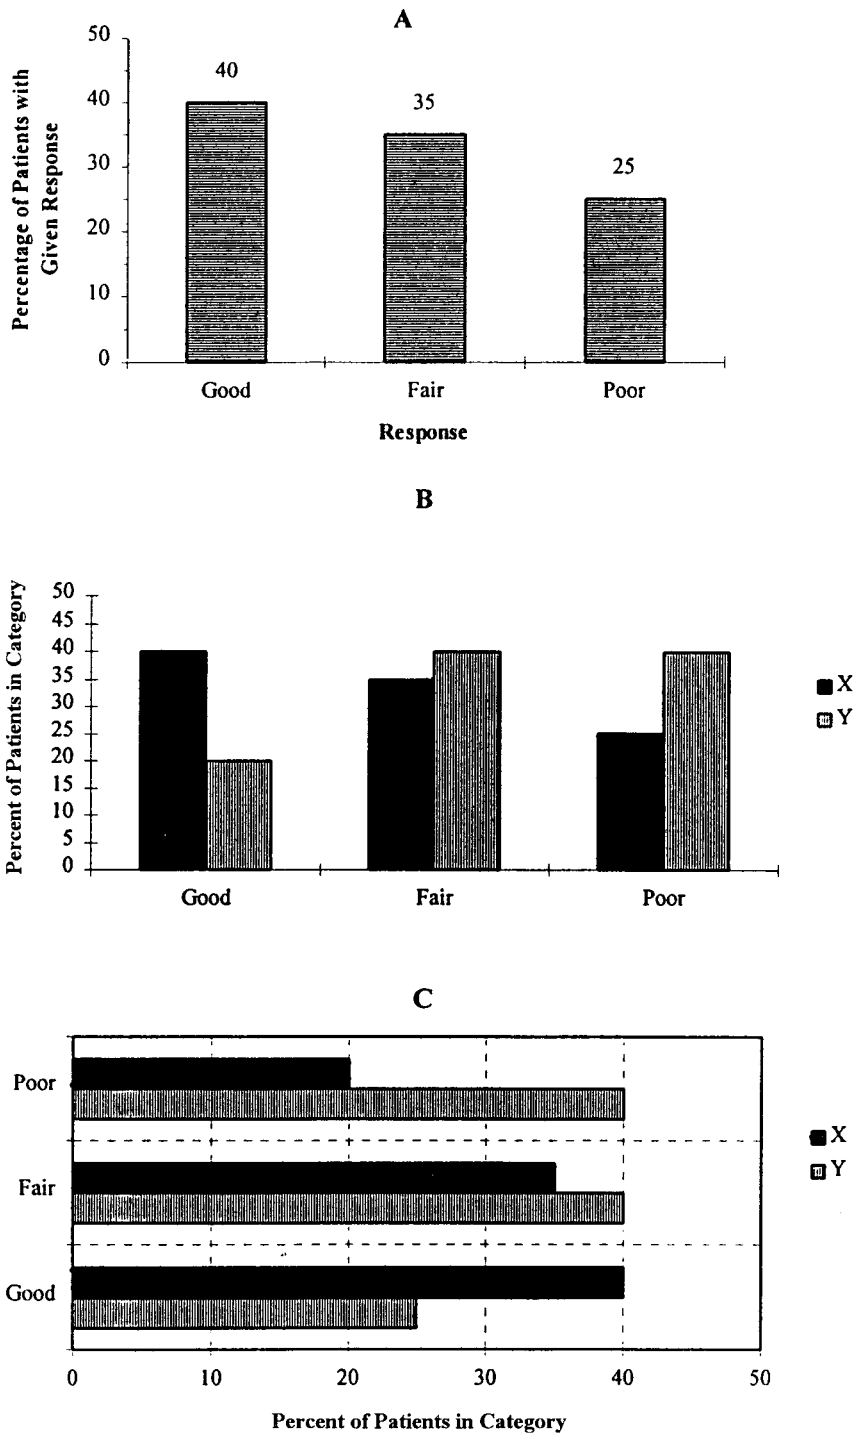 A
Percentage of Patients with
Given Response
50
40
30
20
10
0
40
35
25
Good Fair Poor
Response
B
Percent of Patients in Category
50
45
40
35
30
25
20
15
10
5
0
Good Fair Poor
X
Y
C
Poor
Fair
Good
X
Y
0 10 20 30 40 50
Percent of Patients in Category